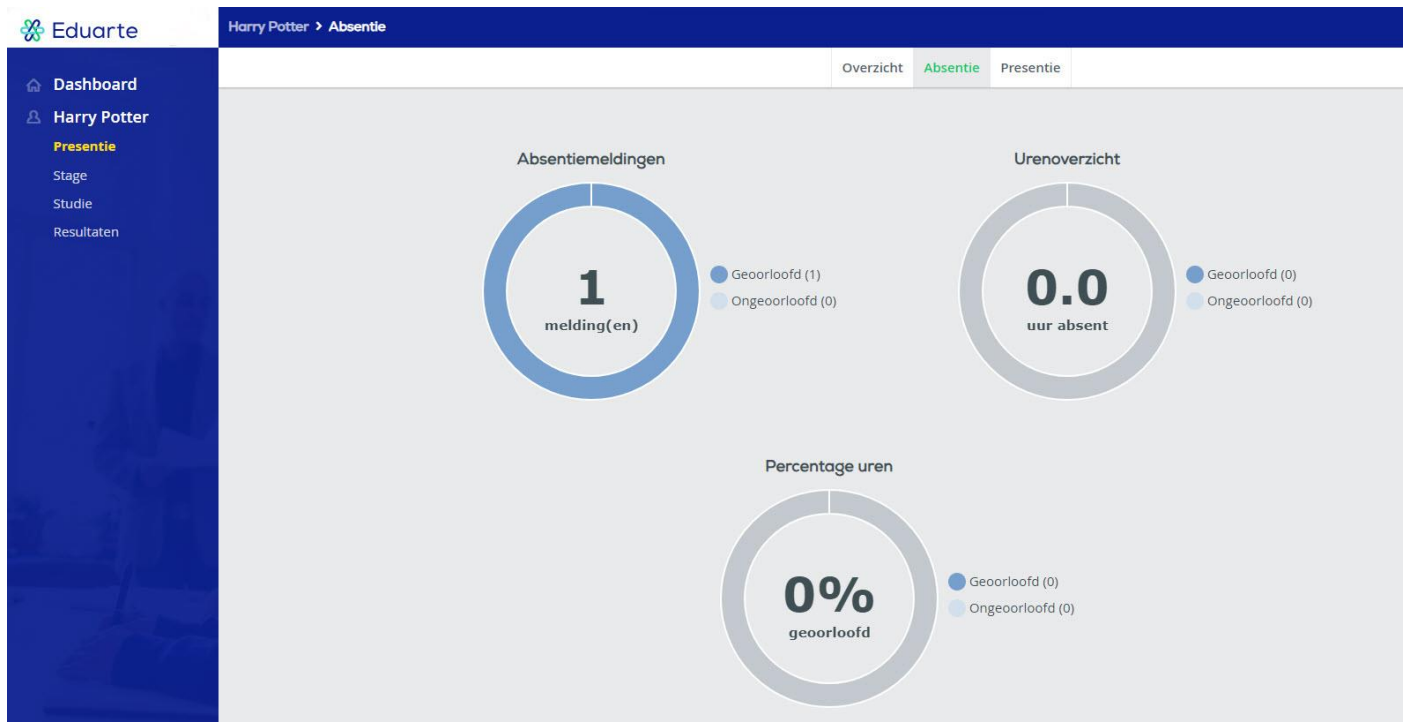 Eduarte
Harry Potter > Absentie
Overzicht Absentie Presentie
Dashboard
Harry Potter
Presentie
Stage
Studie
Resultaten
Absentiemeldingen
1
melding(en)
Geoorloofd (1)
Ongeoorloofd (0)
Urenoverzicht
0.0
uur absent
Geoorloofd (0)
Ongeoorloofd (0)
Percentage uren
0%
geoorloofd
Geoorloofd (0)
Ongeoorloofd (0)